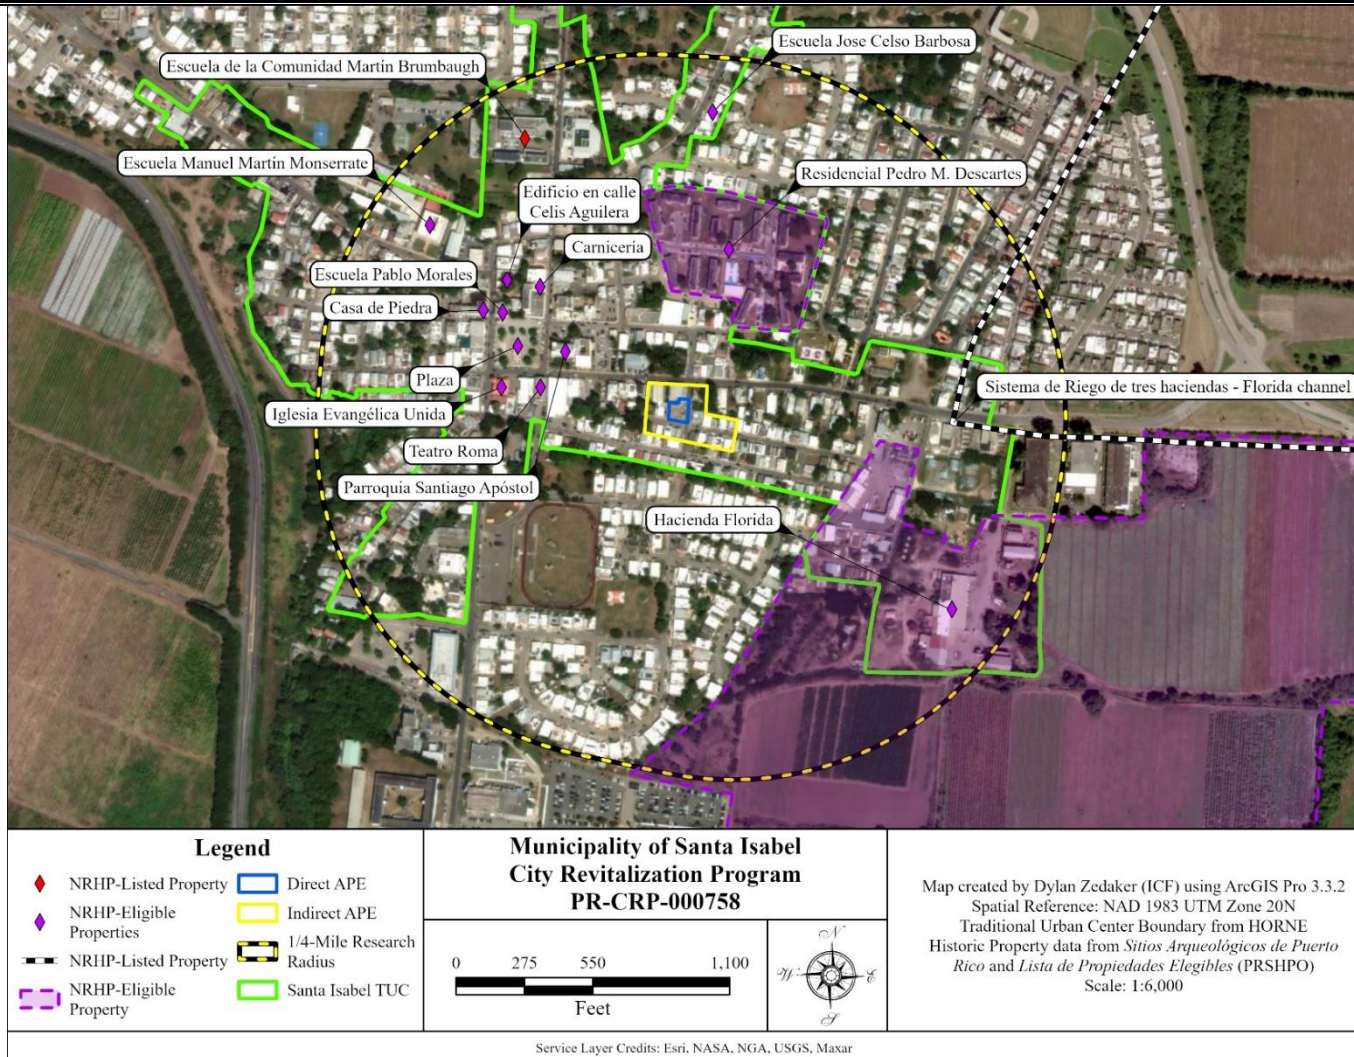 Escuela Jose Celso Barbosa
Escuela de la Comunidad Martín Brumbaugh
Escuela Manuel Martín Monserrate
Residencial Pedro M. Descartes
Edificio en calle
Celis Aguilera
Carnicería
Escuela Pablo Morales
Casa de Piedra
Plaza
Sistema de Riego de tres haciendas - Florida channel
Iglesia Evangélica Unida
Teatro Roma
Parroquia Santiago Apóstol
Hacienda Florida
Legend
NRHP-Listed Property
NRHP-Eligible
Properties
NRHP-Listed Property
NRHP-Eligible
Property
Direct APE
Indirect APE
1/4-Mile Research
Radius
Santa Isabel TUC
Municipality of Santa Isabel
City Revitalization Program
PR-CRP-000758
0 275 550 1,100
Feet
N
W E
S
Map created by Dylan Zedaker (ICF) using ArcGIS Pro 3.3.2
Spatial Reference: NAD 1983 UTM Zone 20N
Traditional Urban Center Boundary from HORNE
Historic Property data from Sitios Arqueológicos de Puerto
Rico and Lista de Propiedades Elegibles (PRSHPO)
Scale: 1:6,000
Service Layer Credits: Esri, NASA, NGA, USGS, Maxar